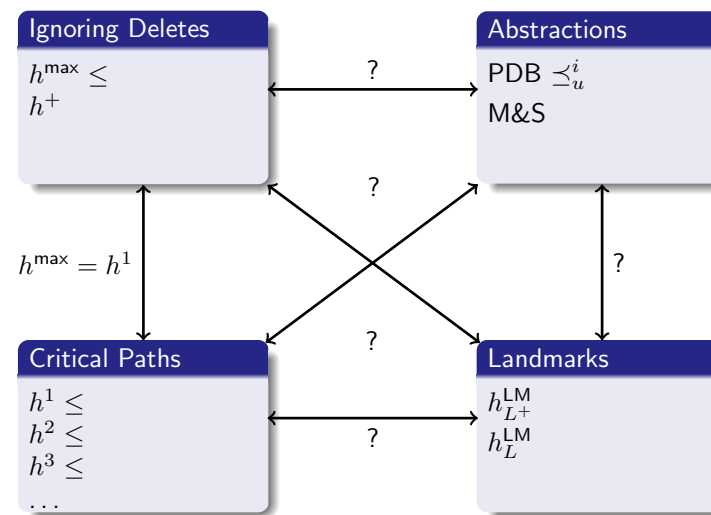 Ignoring Deletes
h^max ≤
h^+
?
Abstractions
PDB ⪯_u^i
M&S
?
h^max = h^1
?
?
Critical Paths
h^1 ≤
h^2 ≤
h^3 ≤
...
?
Landmarks
h_{L^+}^{LM}
h_L^{LM}